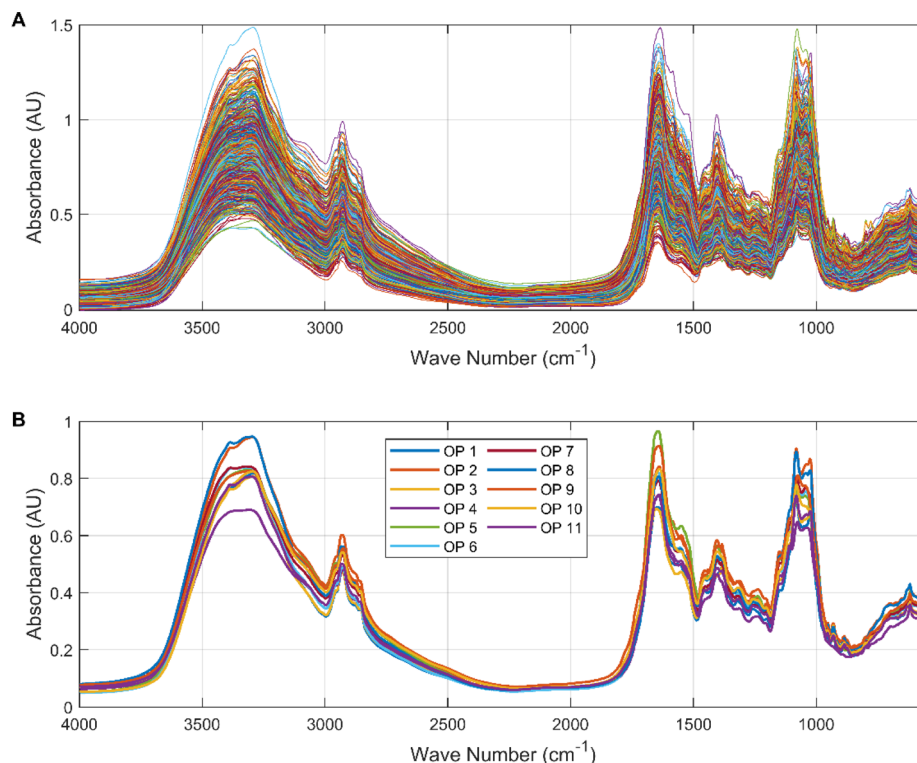 A
1.5
1
0.5
0
Absorbance (AU)
4000 3500 3000 2500 2000 1500 1000
Wave Number (cm⁻¹)
B
1
0.8
0.6
0.4
0.2
0
Absorbance (AU)
OP 1 OP 7
OP 2 OP 8
OP 3 OP 9
OP 4 OP 10
OP 5 OP 11
OP 6
4000 3500 3000 2500 2000 1500 1000
Wave Number (cm⁻¹)